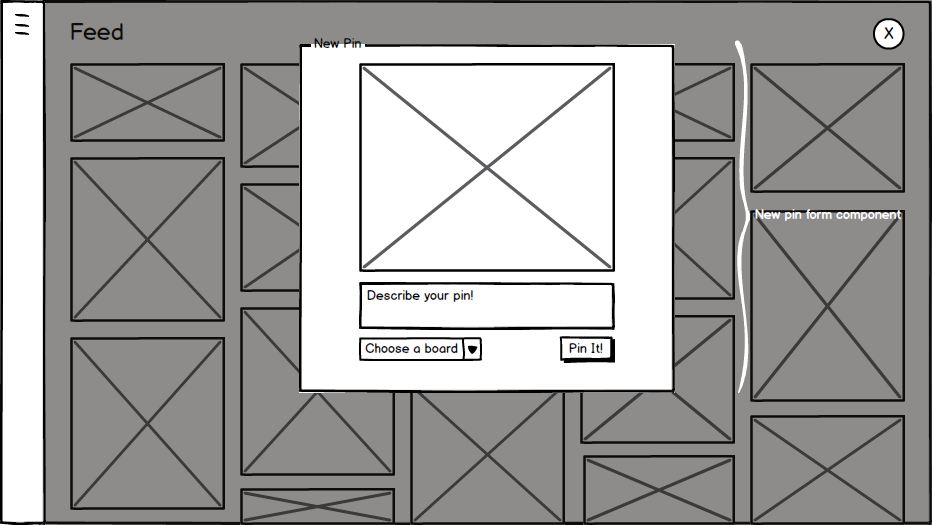 Feed
X
New Pin
New pin form component
Describe your pin!
Choose a board
Pin It!